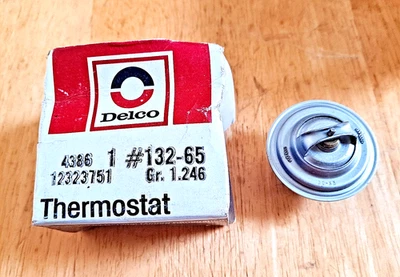 Delco
4386 1 #132-65
12323751 Gr. 1.246
Thermostat